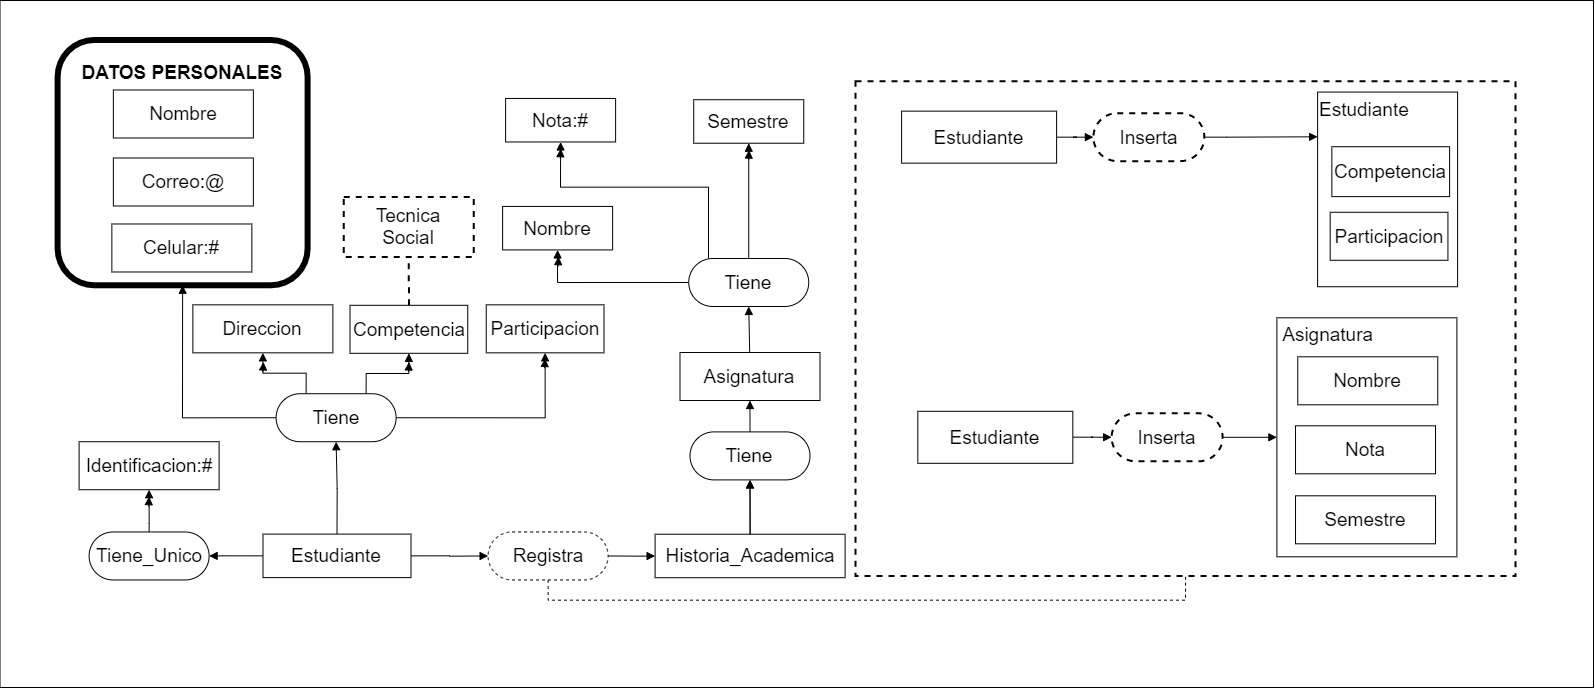 DATOS PERSONALES
Nombre
Correo:@
Celular:#
Tecnica
Social
Direccion
Competencia
Participacion
Tiene
Identificacion:#
Tiene_Unico
Estudiante
Registra
Historia_Academica
Nota:#
Semestre
Nombre
Tiene
Asignatura
Tiene
Estudiante
Inserta
Estudiante
Competencia
Participacion
Estudiante
Inserta
Asignatura
Nombre
Nota
Semestre